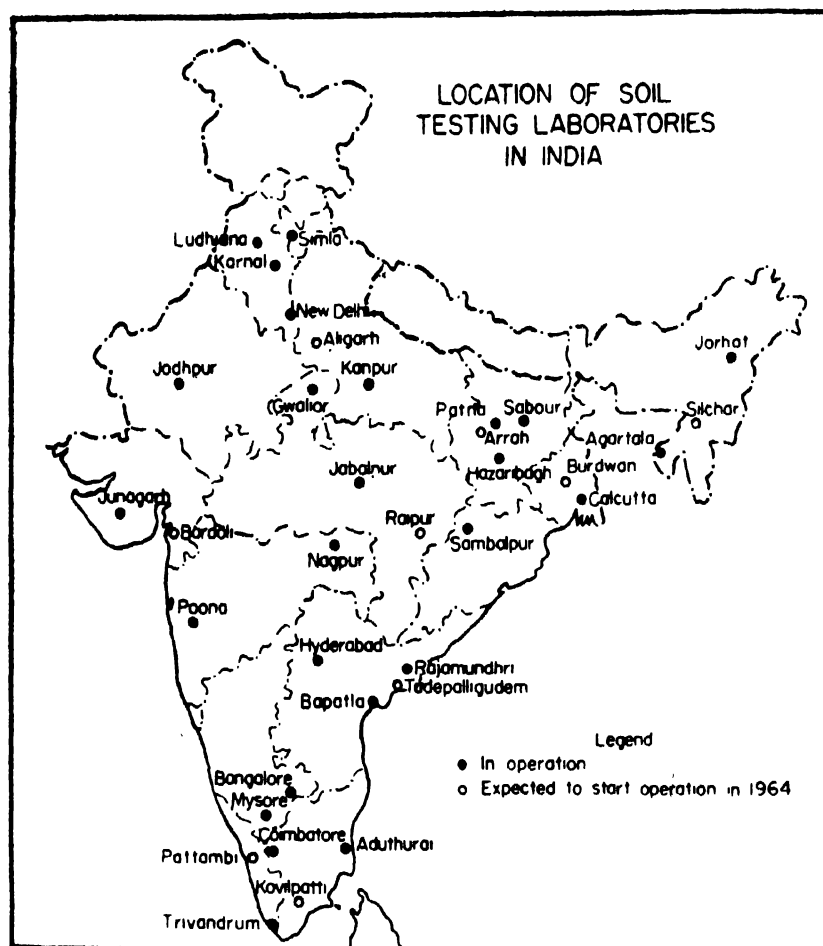 LOCATION OF SOIL
TESTING LABORATORIES
IN INDIA
Ludhiana
Simla
Karnal
New Delhi
Aligarh
Jorhat
Jodhpur
Kanpur
Gwalior
Patna
Sabour
Silchar
Arrah
Agartala
Hazaribagh
Burdwan
Jabalpur
Calcutta
Junagarh
Bardoli
Raipur
Sambalpur
Nagpur
Poona
Hyderabad
Rajamundhri
Tadepalligudem
Bapatla
Legend
In operation
Expected to start operation in 1964
Bangalore
Mysore
Coimbatore
Aduthurai
Pattambi
Kovilpatti
Trivandrum